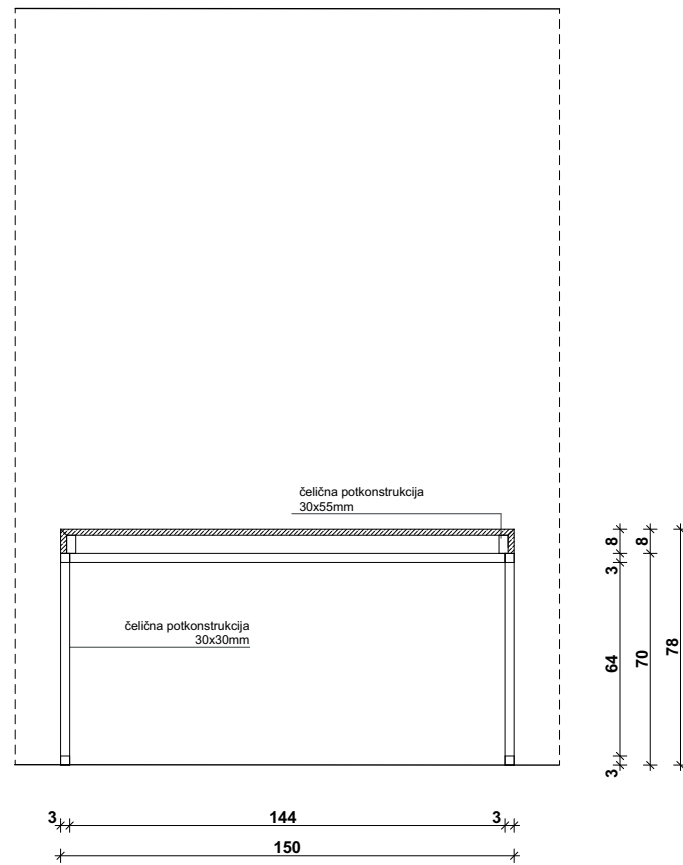 čelična potkonstrukcija
30x55mm
čelična potkonstrukcija
30x30mm
8
8
3
64
70
78
3
3
144
3
150